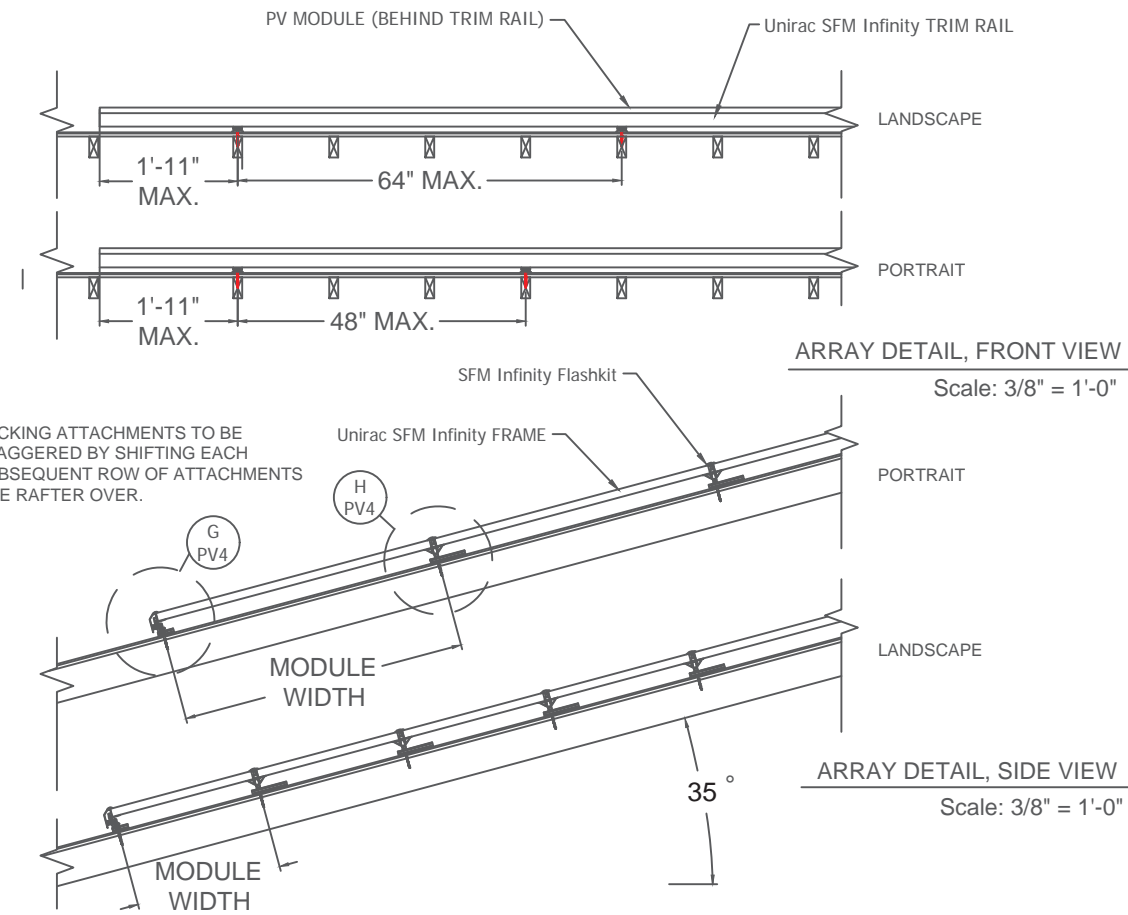 PV MODULE (BEHIND TRIM RAIL)
Unirac SFM Infinity TRIM RAIL
LANDSCAPE
1'-11"
MAX.
64" MAX.
PORTRAIT
1'-11"
MAX.
48" MAX.
ARRAY DETAIL, FRONT VIEW
Scale: 3/8" = 1'-0"
SFM Infinity Flashkit
Unirac SFM Infinity FRAME
CKING ATTACHMENTS TO BE
AGGERED BY SHIFTING EACH
BSEQUENT ROW OF ATTACHMENTS
E RAFTER OVER.
PORTRAIT
H
PV4
G
PV4
MODULE
WIDTH
LANDSCAPE
35 °
ARRAY DETAIL, SIDE VIEW
Scale: 3/8" = 1'-0"
MODULE
WIDTH